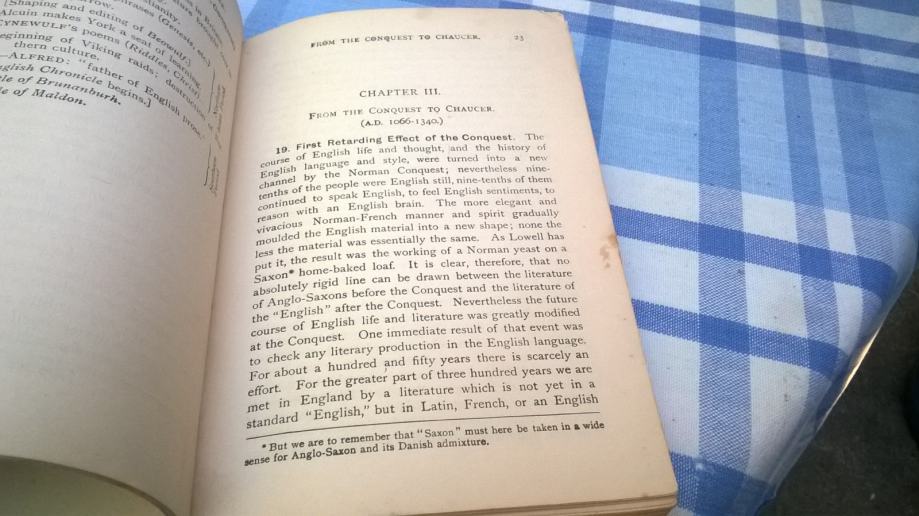 [Shaping and editing of Beowulf.]
Alcuin makes York a seat of learning.
CYNEWULF'S poems (Riddles, Christ)
beginning of Viking raids; destruction
thern culture.
—ALFRED: "father of English prose."
English Chronicle begins.]
le of Brunanburh.
le of Maldon.
FROM THE CONQUEST TO CHAUCER. 23
CHAPTER III.
FROM THE CONQUEST TO CHAUCER.
(A.D. 1066-1340.)
19. First Retarding Effect of the Conquest. The
course of English life and thought, and the history of
English language and style, were turned into a new
channel by the Norman Conquest; nevertheless nine-
tenths of the people were English still, nine-tenths of them
continued to speak English, to feel English sentiments, to
reason with an English brain. The more elegant and
vivacious Norman-French manner and spirit gradually
moulded the English material into a new shape; none the
less the material was essentially the same. As Lowell has
put it, the result was the working of a Norman yeast on a
Saxon* home-baked loaf. It is clear, therefore, that no
absolutely rigid line can be drawn between the literature
of Anglo-Saxons before the Conquest and the literature of
the "English" after the Conquest. Nevertheless the future
course of English life and literature was greatly modified
at the Conquest. One immediate result of that event was
to check any literary production in the English language.
For about a hundred and fifty years there is scarcely an
effort. For the greater part of three hundred years we are
met in England by a literature which is not yet in a
standard "English," but in Latin, French, or an English
*But we are to remember that "Saxon" must here be taken in a wide
sense for Anglo-Saxon and its Danish admixture.